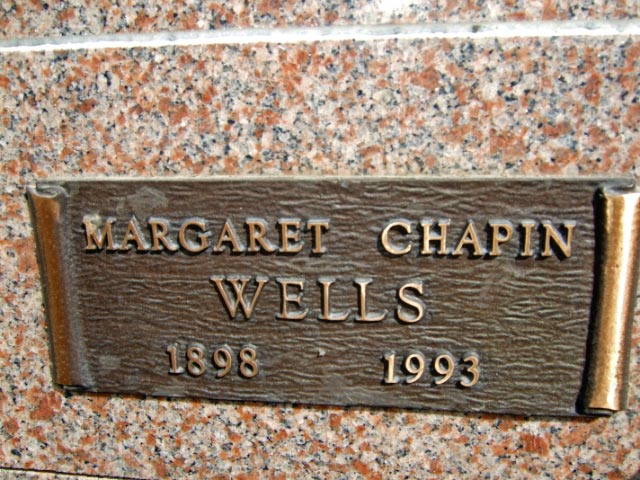 MARGARET CHAPIN
WELLS
1898 1993